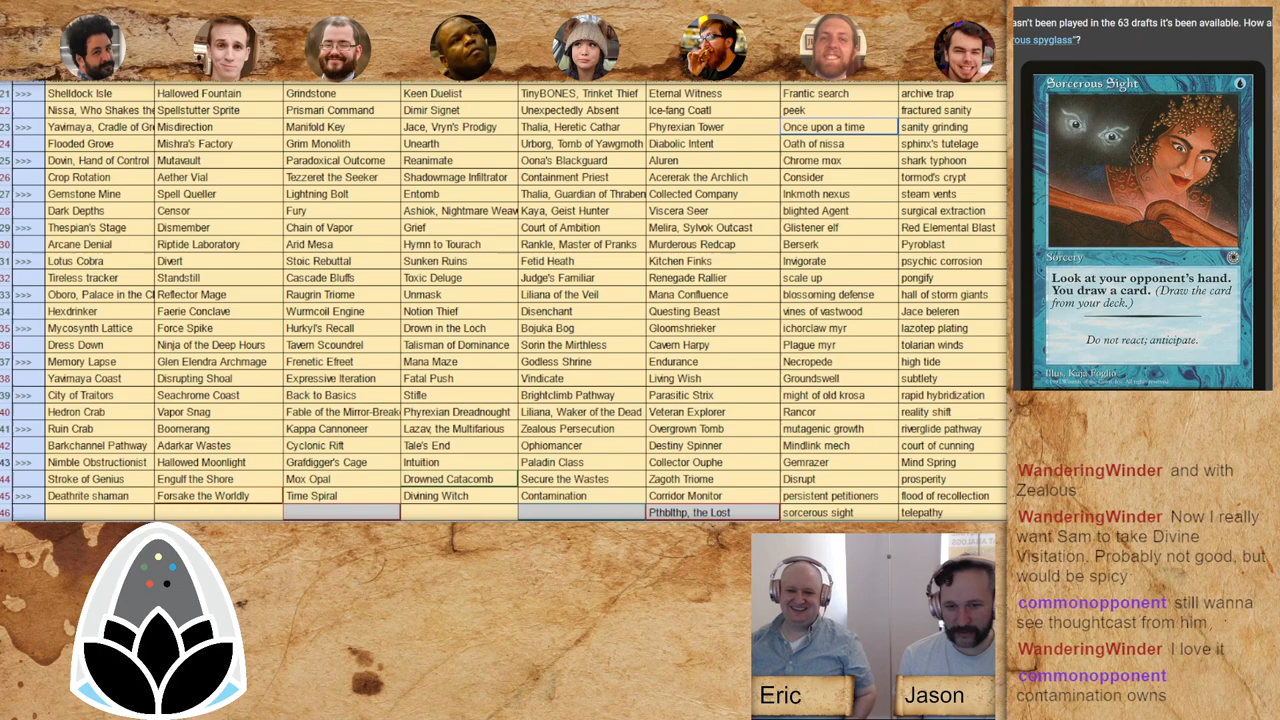 asn't been played in the 63 drafts it's been available. How a
rous spyglass"?
21 >>> Shelldock Isle Hallowed Fountain Grindstone Keen Duelist TinyBONES, Trinket Thief Eternal Witness Frantic search archive trap
22 Nissa, Who Shakes the Spellstutter Sprite Prismari Command Dimir Signet Unexpectedly Absent Ice-fang Coatl peek fractured sanity
23 >>> Yavimaya, Cradle of Gr Misdirection Manifold Key Jace, Vryn's Prodigy Thalia, Heretic Cathar Phyrexian Tower Once upon a time sanity grinding
24 Flooded Grove Mishra's Factory Grim Monolith Unearth Urborg, Tomb of Yawgmoth Diabolic Intent Oath of nissa sphinx's tutelage
25 >>> Dovin, Hand of Control Mutavault Paradoxical Outcome Reanimate Oona's Blackguard Aluren Chrome mox shark typhoon
26 Crop Rotation Aether Vial Tezzeret the Seeker Shadowmage Infiltrator Containment Priest Acererak the Archlich Consider tormod's crypt
27 >>> Gemstone Mine Spell Queller Lightning Bolt Entomb Thalia, Guardian of Thraben Collected Company Inkmoth nexus steam vents
28 Dark Depths Censor Fury Ashiok, Nightmare Weav Kaya, Geist Hunter Viscera Seer blighted Agent surgical extraction
29 >>> Thespian's Stage Dismember Chain of Vapor Grief Court of Ambition Melira, Sylvok Outcast Glistener elf Red Elemental Blast
30 Arcane Denial Riptide Laboratory Arid Mesa Hymn to Tourach Rankle, Master of Pranks Murderous Redcap Berserk Pyroblast
31 >>> Lotus Cobra Divert Stoic Rebuttal Sunken Ruins Fetid Heath Kitchen Finks Invigorate psychic corrosion
32 Tireless tracker Standstill Cascade Bluffs Toxic Deluge Judge's Familiar Renegade Rallier scale up pongify
33 >>> Oboro, Palace in the Cl Reflector Mage Raugrin Triome Unmask Liliana of the Veil Mana Confluence blossoming defense hall of storm giants
34 Hexdrinker Faerie Conclave Wurmcoil Engine Notion Thief Disenchant Questing Beast vines of vastwood Jace beleren
35 >>> Mycosynth Lattice Force Spike Hurkyl's Recall Drown in the Loch Bojuka Bog Gloomshrieker ichorclaw myr lazotep plating
36 Dress Down Ninja of the Deep Hours Tavern Scoundrel Talisman of Dominance Sorin the Mirthless Cavern Harpy Plague myr tolarian winds
37 >>> Memory Lapse Glen Elendra Archmage Frenetic Efreet Mana Maze Godless Shrine Endurance Necropede high tide
38 Yavimaya Coast Disrupting Shoal Expressive Iteration Fatal Push Vindicate Living Wish Groundswell subtlety
39 >>> City of Traitors Seachrome Coast Back to Basics Stifle Brightclimb Pathway Parasitic Strix might of old krosa rapid hybridization
40 Hedron Crab Vapor Snag Fable of the Mirror-Break Phyrexian Dreadnought Liliana, Waker of the Dead Veteran Explorer Rancor reality shift
41 >>> Ruin Crab Boomerang Kappa Cannoneer Lazav, the Multifarious Zealous Persecution Overgrown Tomb mutagenic growth riverglide pathway
42 Barkchannel Pathway Adarkar Wastes Cyclonic Rift Tale's End Ophiomancer Destiny Spinner Mindlink mech court of cunning
43 >>> Nimble Obstructionist Hallowed Moonlight Grafdigger's Cage Intuition Paladin Class Collector Ouphe Gemrazer Mind Spring
44 Stroke of Genius Engulf the Shore Mox Opal Drowned Catacomb Secure the Wastes Zagoth Triome Disrupt prosperity
45 >>> Deathrite shaman Forsake the Worldly Time Spiral Divining Witch Contamination Corridor Monitor persistent petitioners flood of recollection
46 Pthblthp, the Lost sorcerous sight telepathy
Sorcerous Sight
Sorcery
Look at your opponent's hand.
You draw a card. (Draw the card
from your deck.)
Do not react; anticipate.
Illus. Kaja Foglio
WanderingWinder and with
Zealous
WanderingWinder Now I really
want Sam to take Divine
Visitation. Probably not good, but
would be spicy
commonopponent still wanna
see thoughtcast from him
WanderingWinder I love it
commonopponent
contamination owns
Eric
Jason